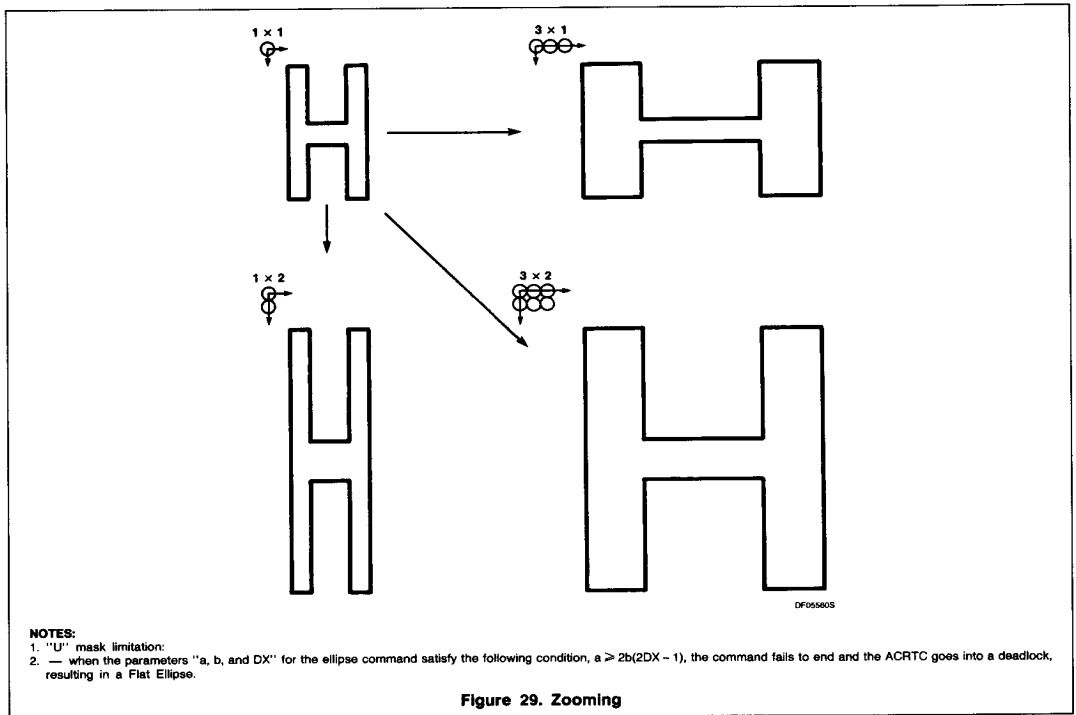 1 × 1
3 × 1
1 × 2
3 × 2
DF05560S
NOTES:
1. "U" mask limitation:
2. — when the parameters "a, b, and DX" for the ellipse command satisfy the following condition, a ⩾ 2b(2DX – 1), the command fails to end and the ACRTC goes into a deadlock,
resulting in a Flat Ellipse.
Figure 29. Zooming